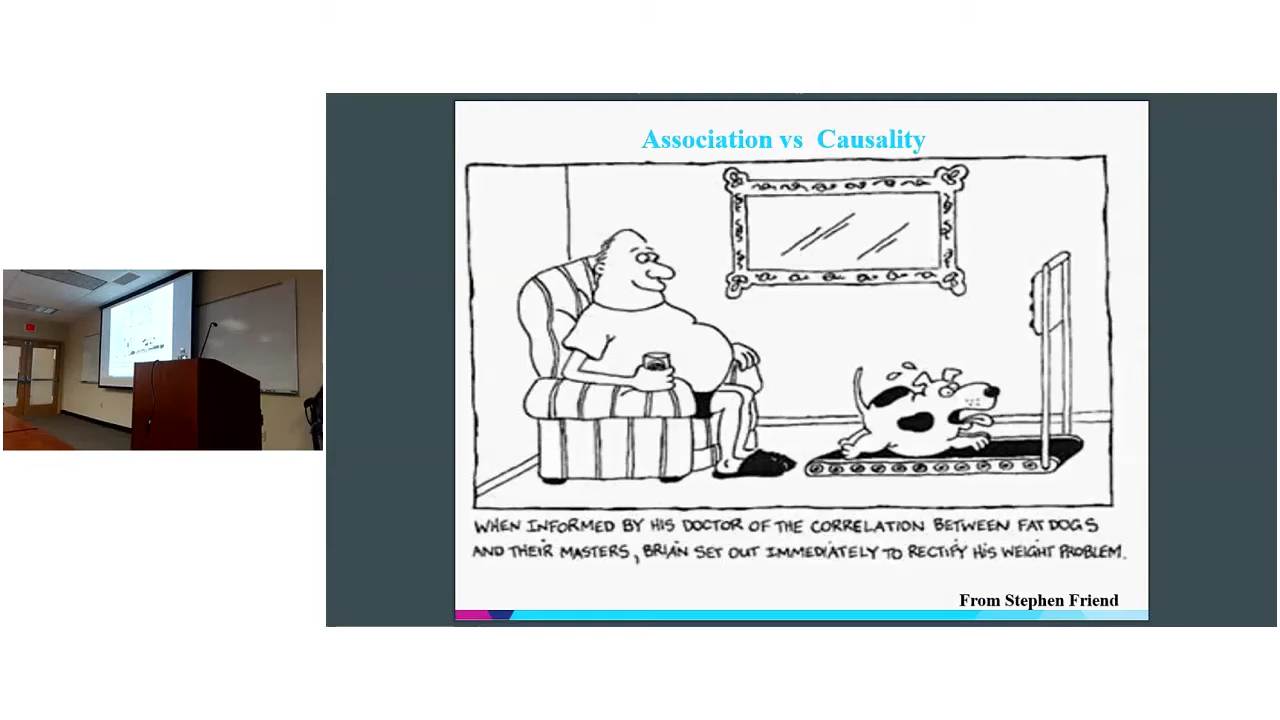 Association vs  Causality
WHEN INFORMED BY HIS DOCTOR OF THE CORRELATION BETWEEN FAT DOGS
AND THEIR MASTERS, BRIAN SET OUT IMMEDIATELY TO RECTIFY HIS WEIGHT PROBLEM.
From Stephen Friend